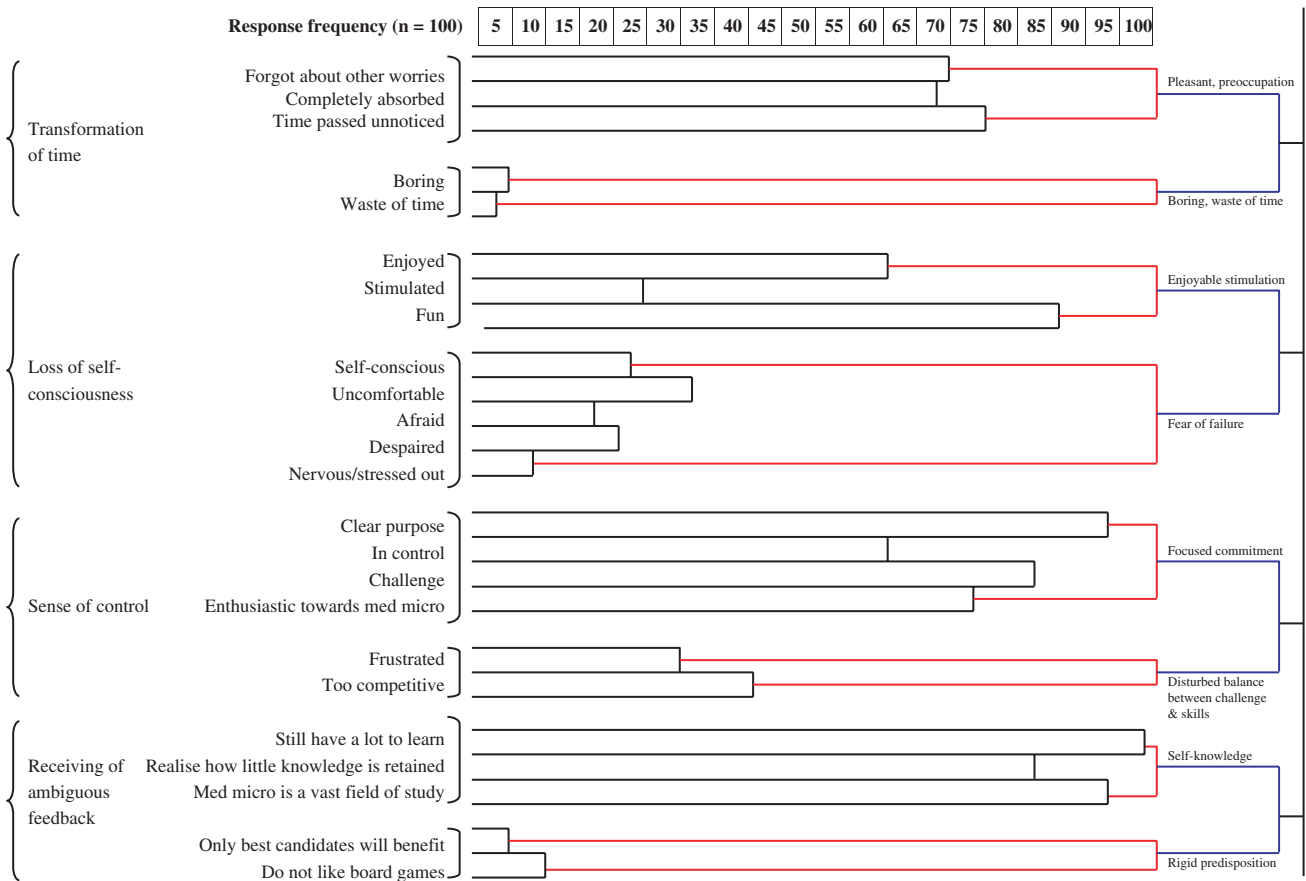 Response frequency (n = 100) 5 10 15 20 25 30 35 40 45 50 55 60 65 70 75 80 85 90 95 100
Transformation
of time
Forgot about other worries
Completely absorbed
Time passed unnoticed
Pleasant, preoccupation
Boring
Waste of time
Boring, waste of time
Loss of self-
consciousness
Enjoyed
Stimulated
Fun
Enjoyable stimulation
Self-conscious
Uncomfortable
Afraid
Despaired
Nervous/stressed out
Fear of failure
Sense of control
Clear purpose
In control
Challenge
Enthusiastic towards med micro
Focused commitment
Frustrated
Too competitive
Disturbed balance
between challenge
& skills
Receiving of
ambiguous
feedback
Still have a lot to learn
Realise how little knowledge is retained
Med micro is a vast field of study
Self-knowledge
Only best candidates will benefit
Do not like board games
Rigid predisposition